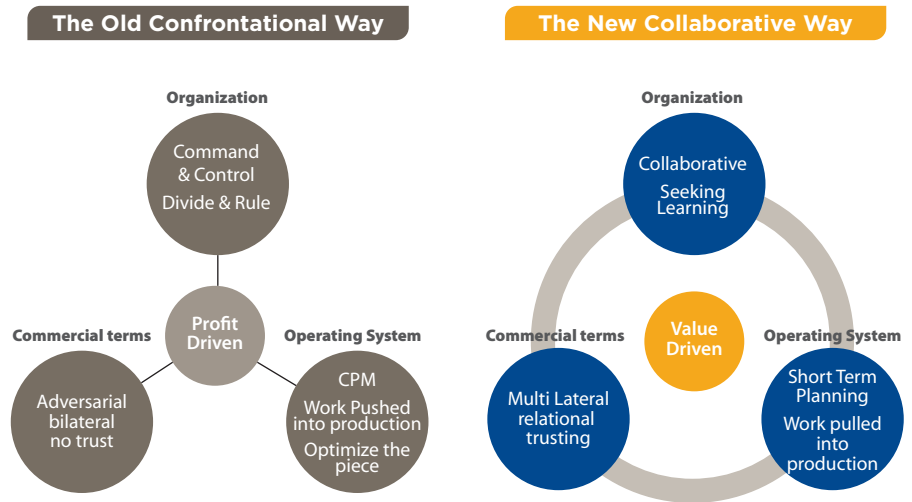 The Old Confrontational Way
Organization
Command
& Control
Divide & Rule
Profit
Driven
Commercial terms
Adversarial
bilateral
no trust
Operating System
CPM
Work Pushed
into production
Optimize the
piece
The New Collaborative Way
Organization
Collaborative
Seeking
Learning
Value
Driven
Commercial terms
Multi Lateral
relational
trusting
Operating System
Short Term
Planning
Work pulled
into
production